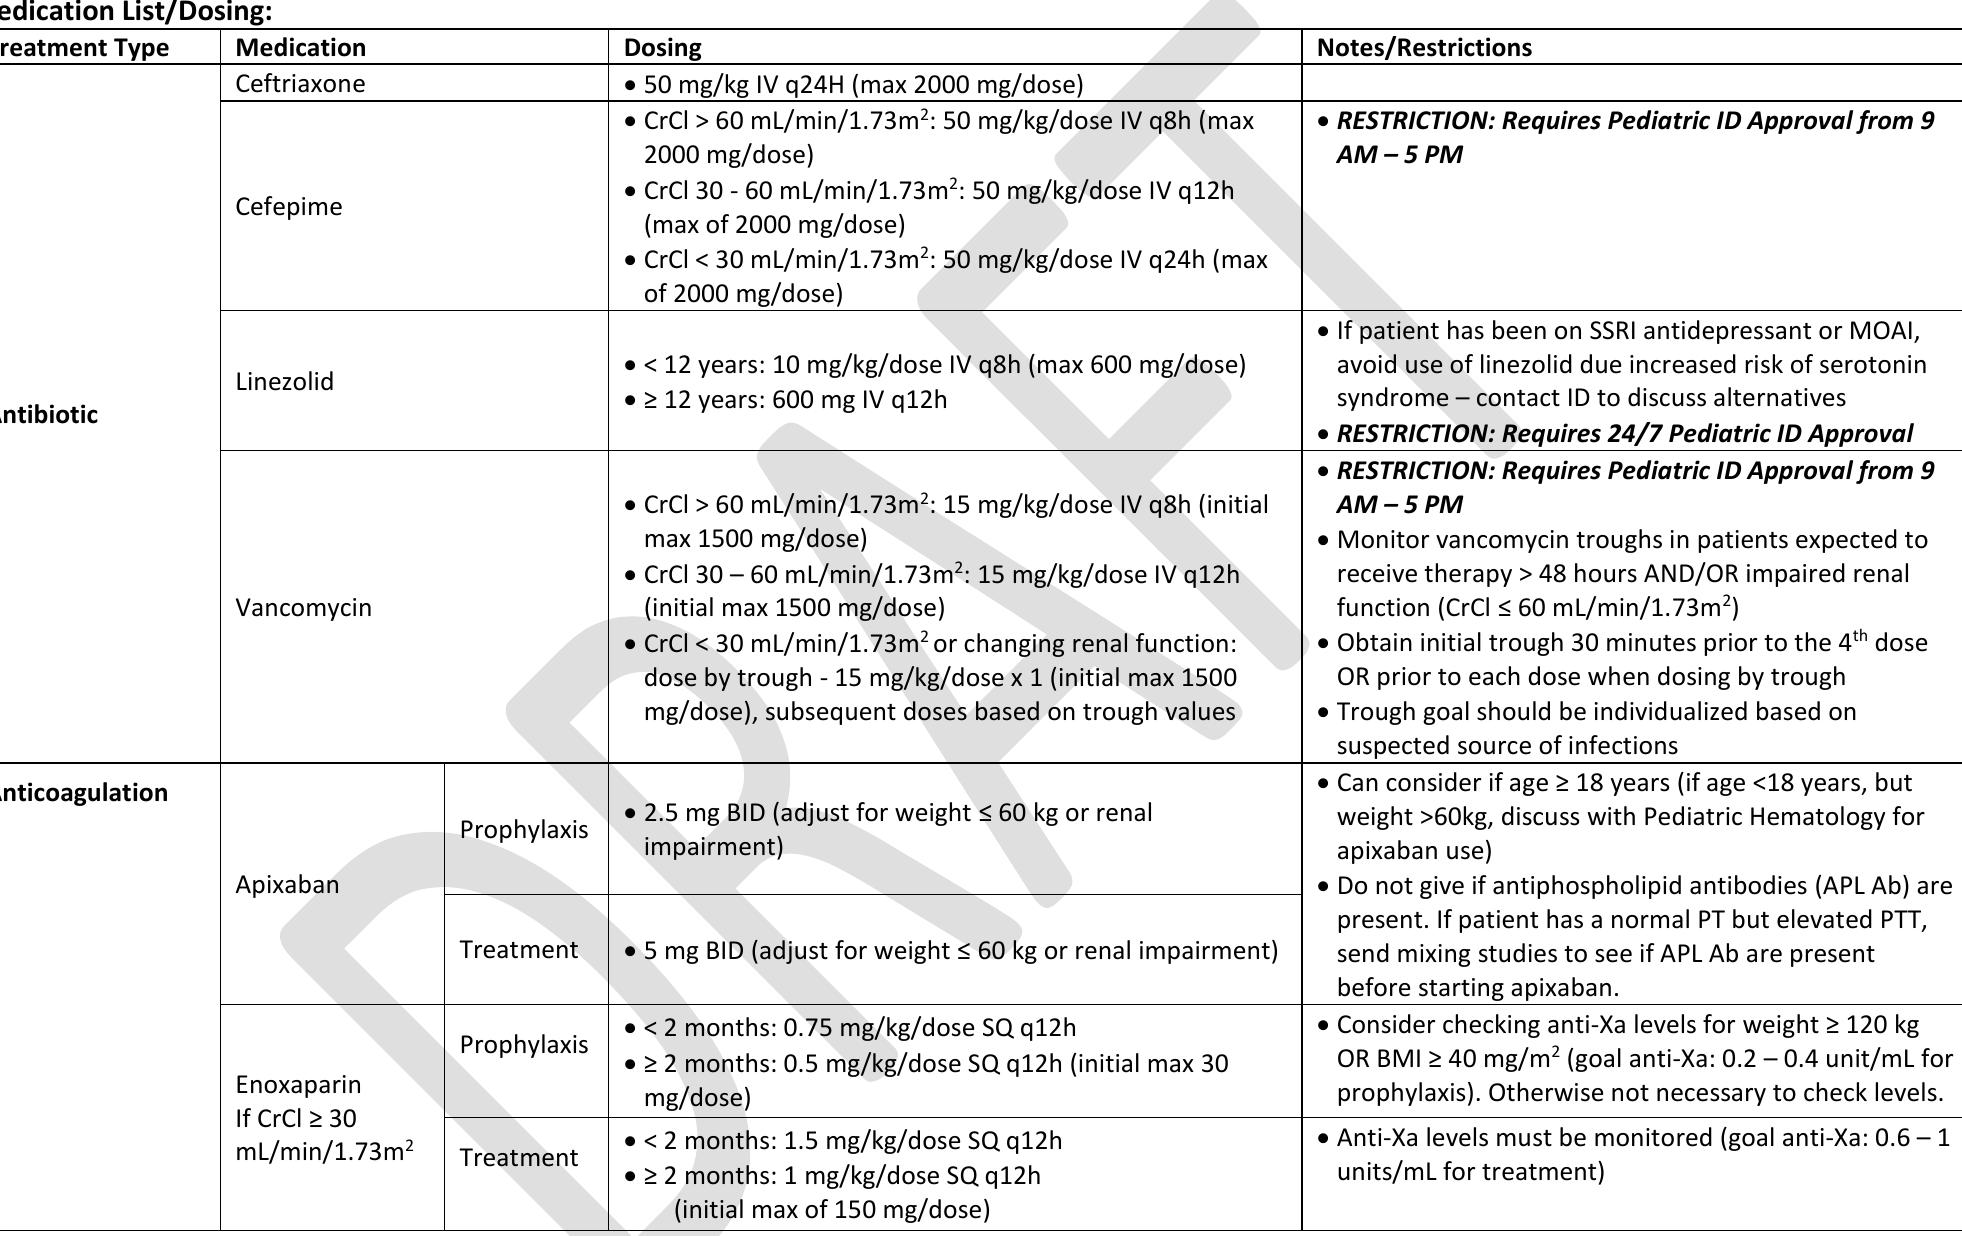 edication List/Dosing:
reatment Type Medication Dosing Notes/Restrictions
Antibiotic
Ceftriaxone
• 50 mg/kg IV q24H (max 2000 mg/dose)
Cefepime
• CrCl > 60 mL/min/1.73m²: 50 mg/kg/dose IV q8h (max
2000 mg/dose)
• CrCl 30 - 60 mL/min/1.73m²: 50 mg/kg/dose IV q12h
(max of 2000 mg/dose)
• CrCl < 30 mL/min/1.73m²: 50 mg/kg/dose IV q24h (max
of 2000 mg/dose)
• RESTRICTION: Requires Pediatric ID Approval from 9
AM – 5 PM
Linezolid
• < 12 years: 10 mg/kg/dose IV q8h (max 600 mg/dose)
• ≥ 12 years: 600 mg IV q12h
• If patient has been on SSRI antidepressant or MOAI,
avoid use of linezolid due increased risk of serotonin
syndrome – contact ID to discuss alternatives
• RESTRICTION: Requires 24/7 Pediatric ID Approval
Vancomycin
• CrCl > 60 mL/min/1.73m²: 15 mg/kg/dose IV q8h (initial
max 1500 mg/dose)
• CrCl 30 – 60 mL/min/1.73m²: 15 mg/kg/dose IV q12h
(initial max 1500 mg/dose)
• CrCl < 30 mL/min/1.73m² or changing renal function:
dose by trough - 15 mg/kg/dose x 1 (initial max 1500
mg/dose), subsequent doses based on trough values
• RESTRICTION: Requires Pediatric ID Approval from 9
AM – 5 PM
• Monitor vancomycin troughs in patients expected to
receive therapy > 48 hours AND/OR impaired renal
function (CrCl ≤ 60 mL/min/1.73m²)
• Obtain initial trough 30 minutes prior to the 4th dose
OR prior to each dose when dosing by trough
• Trough goal should be individualized based on
suspected source of infections
Anticoagulation
Apixaban
Prophylaxis
• 2.5 mg BID (adjust for weight ≤ 60 kg or renal
impairment)
Treatment
• 5 mg BID (adjust for weight ≤ 60 kg or renal impairment)
• Can consider if age ≥ 18 years (if age <18 years, but
weight >60kg, discuss with Pediatric Hematology for
apixaban use)
• Do not give if antiphospholipid antibodies (APL Ab) are
present. If patient has a normal PT but elevated PTT,
send mixing studies to see if APL Ab are present
before starting apixaban.
Enoxaparin
If CrCl ≥ 30
mL/min/1.73m²
Prophylaxis
• < 2 months: 0.75 mg/kg/dose SQ q12h
• ≥ 2 months: 0.5 mg/kg/dose SQ q12h (initial max 30
mg/dose)
• Consider checking anti-Xa levels for weight ≥ 120 kg
OR BMI ≥ 40 mg/m² (goal anti-Xa: 0.2 – 0.4 unit/mL for
prophylaxis). Otherwise not necessary to check levels.
Treatment
• < 2 months: 1.5 mg/kg/dose SQ q12h
• ≥ 2 months: 1 mg/kg/dose SQ q12h
(initial max of 150 mg/dose)
• Anti-Xa levels must be monitored (goal anti-Xa: 0.6 – 1
units/mL for treatment)
DRAFT